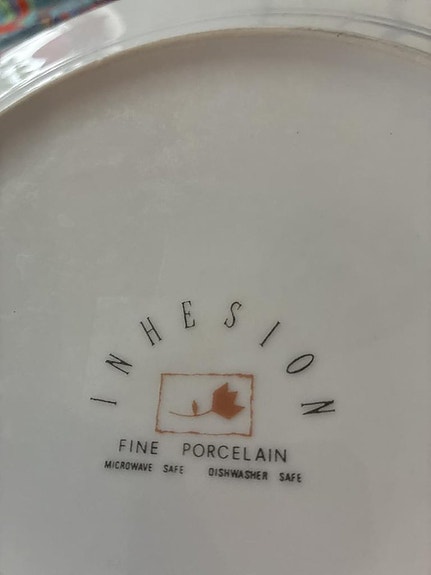 INHESION
FINE PORCELAIN
MICROWAVE SAFE DISHWASHER SAFE